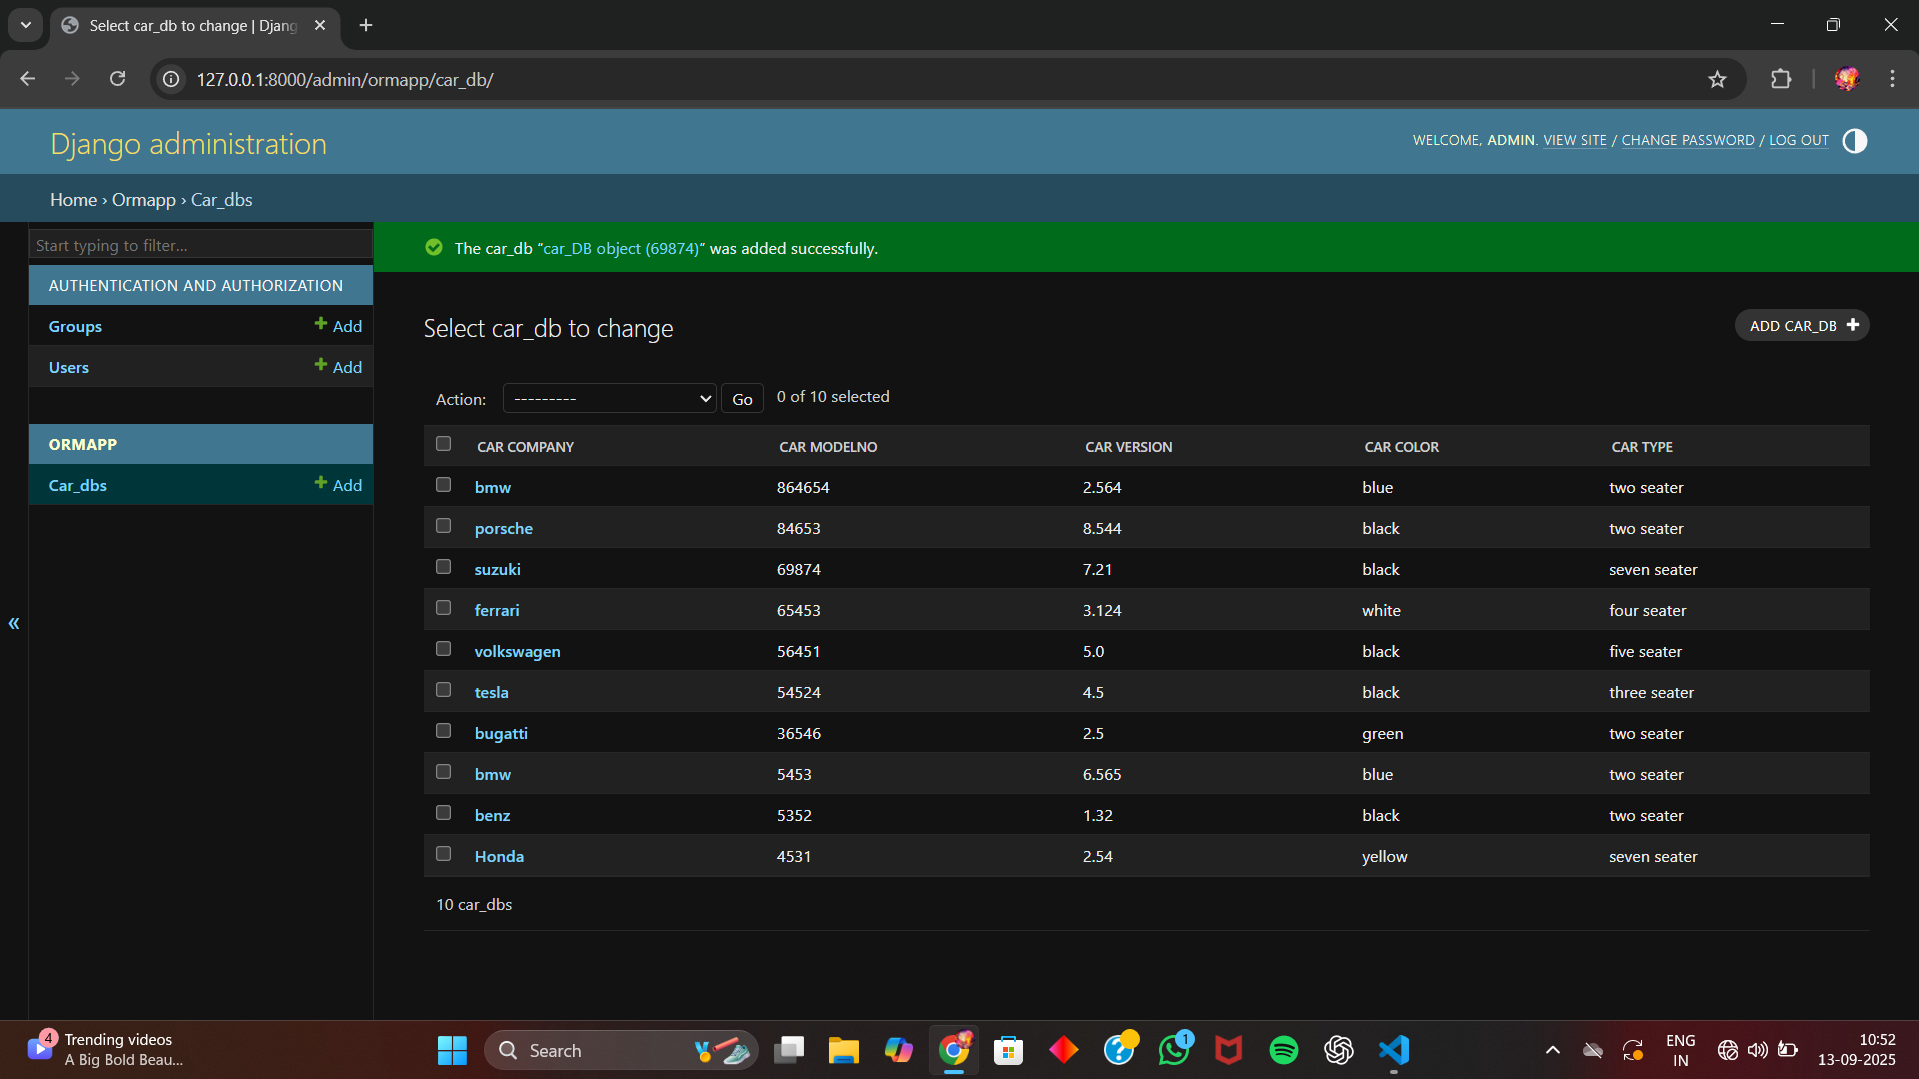 Select car_db to change | Djang
127.0.0.1:8000/admin/ormapp/car_db/
Django administration
WELCOME, ADMIN. VIEW SITE / CHANGE PASSWORD / LOG OUT
Home › Ormapp › Car_dbs
Start typing to filter...
AUTHENTICATION AND AUTHORIZATION
Groups + Add
Users + Add
ORMAPP
Car_dbs + Add
«
The car_db “car_DB object (69874)” was added successfully.
Select car_db to change
ADD CAR_DB +
Action: --------- Go 0 of 10 selected
CAR COMPANY CAR MODELNO CAR VERSION CAR COLOR CAR TYPE
bmw 864654 2.564 blue two seater
porsche 84653 8.544 black two seater
suzuki 69874 7.21 black seven seater
ferrari 65453 3.124 white four seater
volkswagen 56451 5.0 black five seater
tesla 54524 4.5 black three seater
bugatti 36546 2.5 green two seater
bmw 5453 6.565 blue two seater
benz 5352 1.32 black two seater
Honda 4531 2.54 yellow seven seater
10 car_dbs
4
Trending videos
A Big Bold Beau...
Search
1
ENG
IN
10:52
13-09-2025